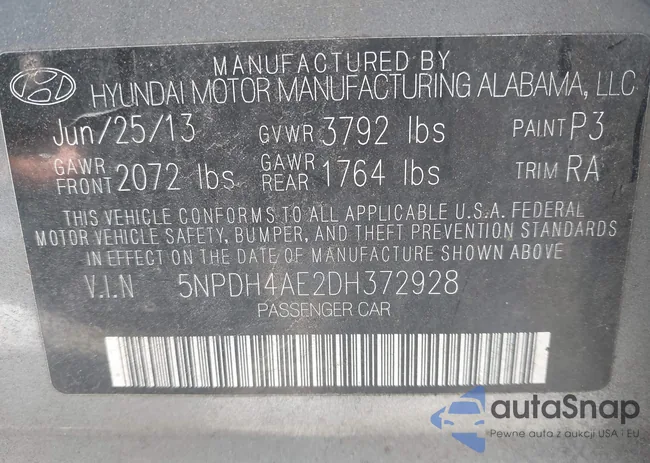 MANUFACTURED BY
HYUNDAI MOTOR MANUFACTURING ALABAMA, LLC
Jun/25/13 GVWR 3792 lbs PAINT P3
GAWR FRONT 2072 lbs GAWR REAR 1764 lbs TRIM RA
THIS VEHICLE CONFORMS TO ALL APPLICABLE U.S.A. FEDERAL
MOTOR VEHICLE SAFETY, BUMPER, AND THEFT PREVENTION STANDARDS
IN EFFECT ON THE DATE OF MANUFACTURE SHOWN ABOVE
V.I.N 5NPDH4AE2DH372928
PASSENGER CAR
autaSnap
Pewne auta z aukcji USA i EU